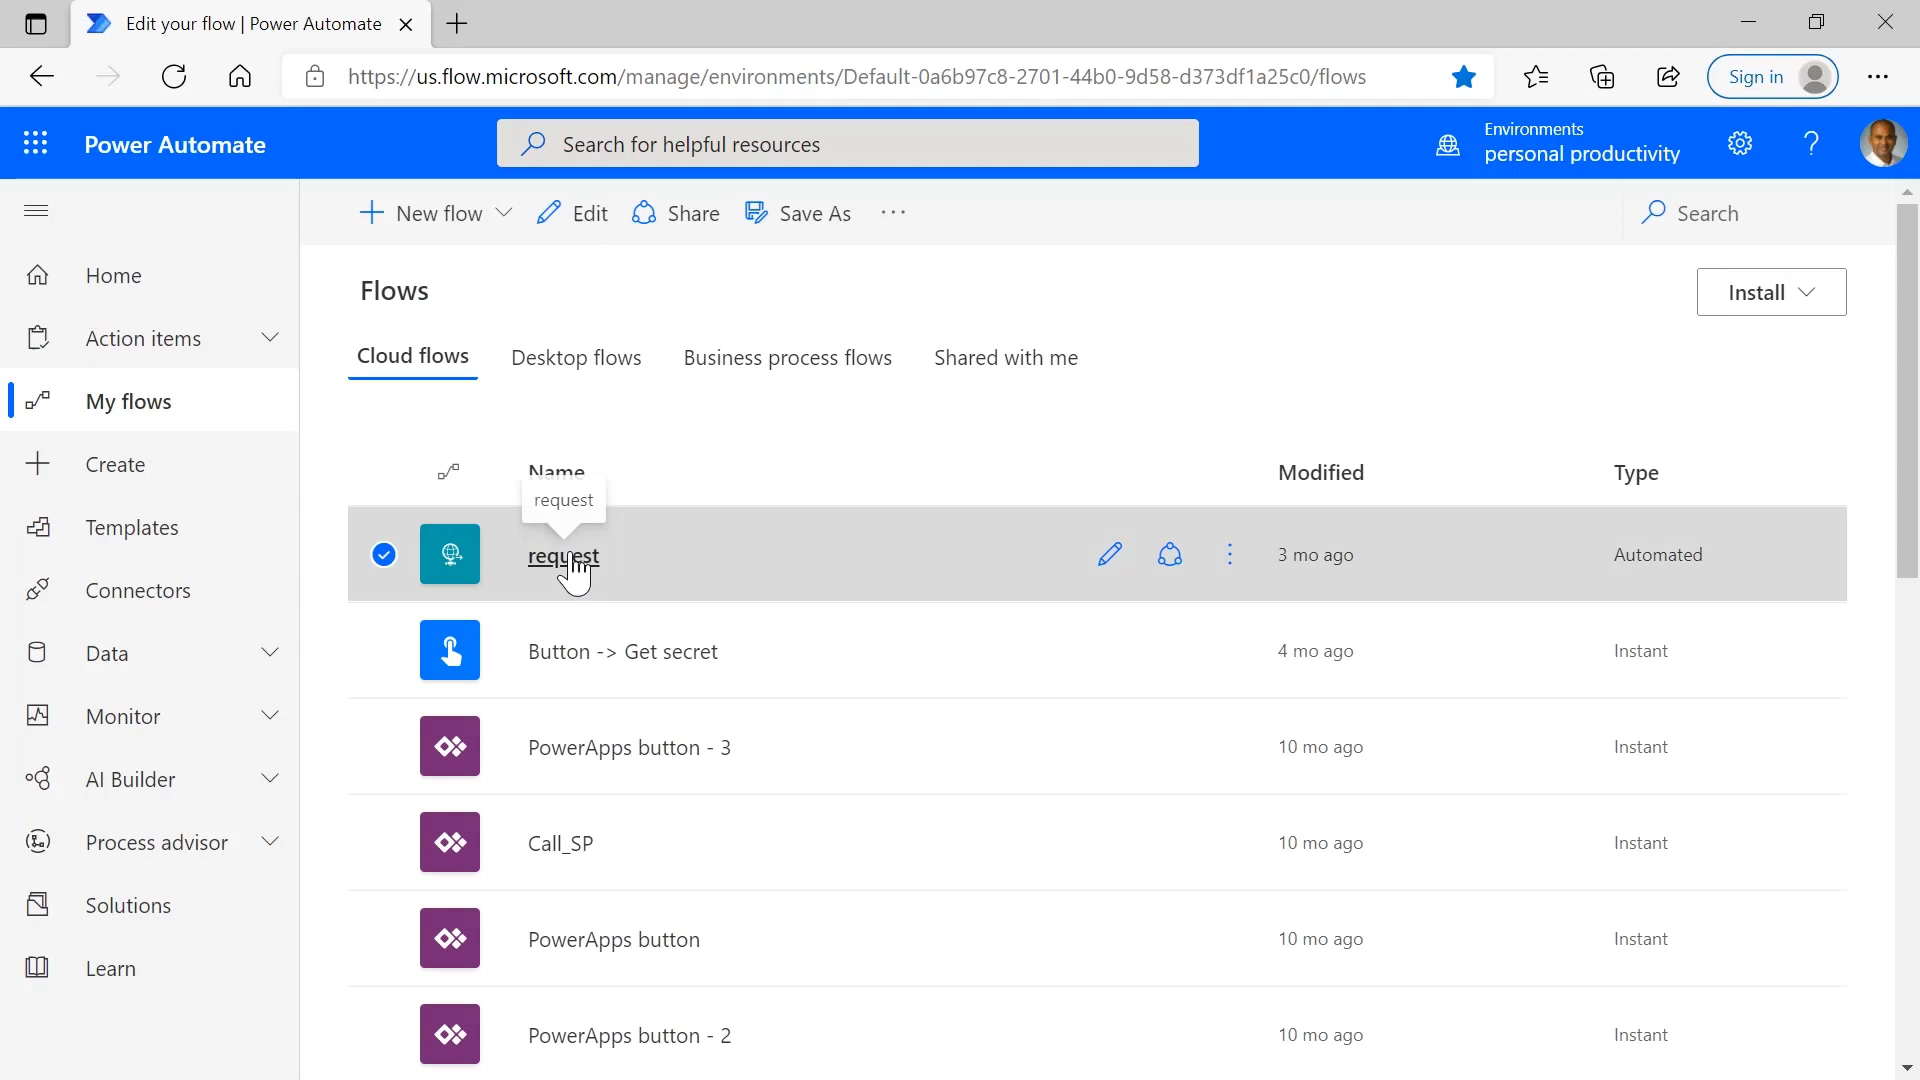 Edit your flow | Power Automate
https://us.flow.microsoft.com/manage/environments/Default-0a6b97c8-2701-44b0-9d58-d373df1a25c0/flows
Sign in
Power Automate
Search for helpful resources
Environments
personal productivity
New flow
Edit
Share
Save As
Search
Home
Action items
My flows
Create
Templates
Connectors
Data
Monitor
AI Builder
Process advisor
Solutions
Learn
Flows
Install
Cloud flows
Desktop flows
Business process flows
Shared with me
Name
Modified
Type
request
request
3 mo ago
Automated
Button -> Get secret
4 mo ago
Instant
PowerApps button - 3
10 mo ago
Instant
Call_SP
10 mo ago
Instant
PowerApps button
10 mo ago
Instant
PowerApps button - 2
10 mo ago
Instant